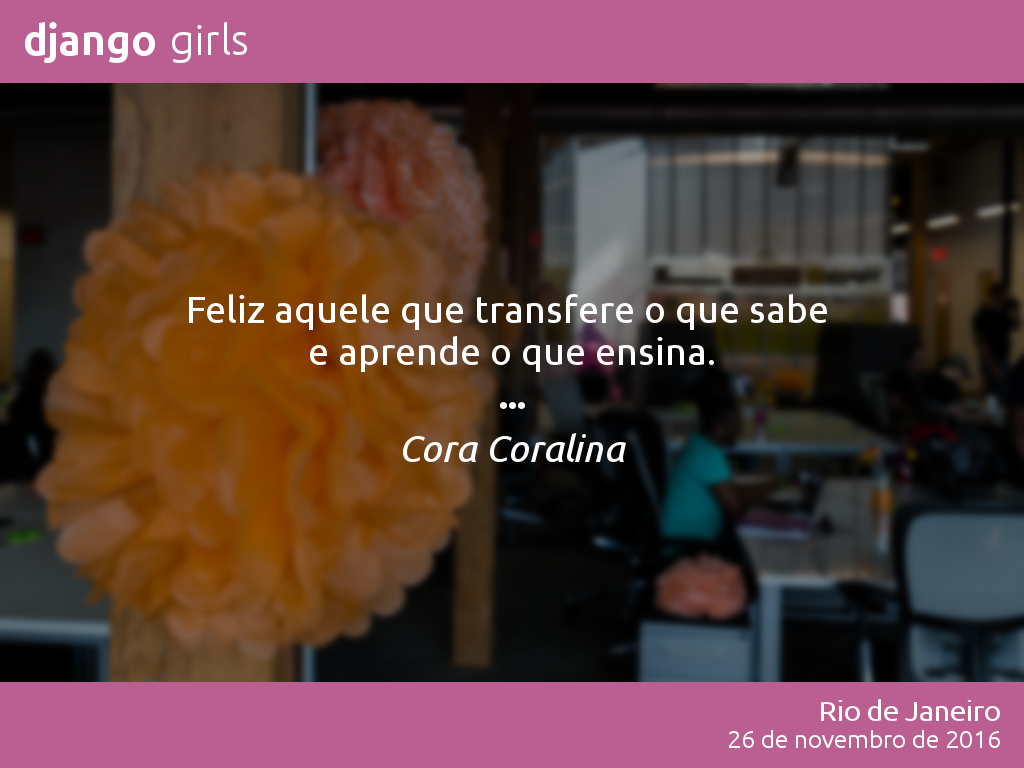 django girls
Feliz aquele que transfere o que sabe
e aprende o que ensina.
•••
Cora Coralina
Rio de Janeiro
26 de novembro de 2016